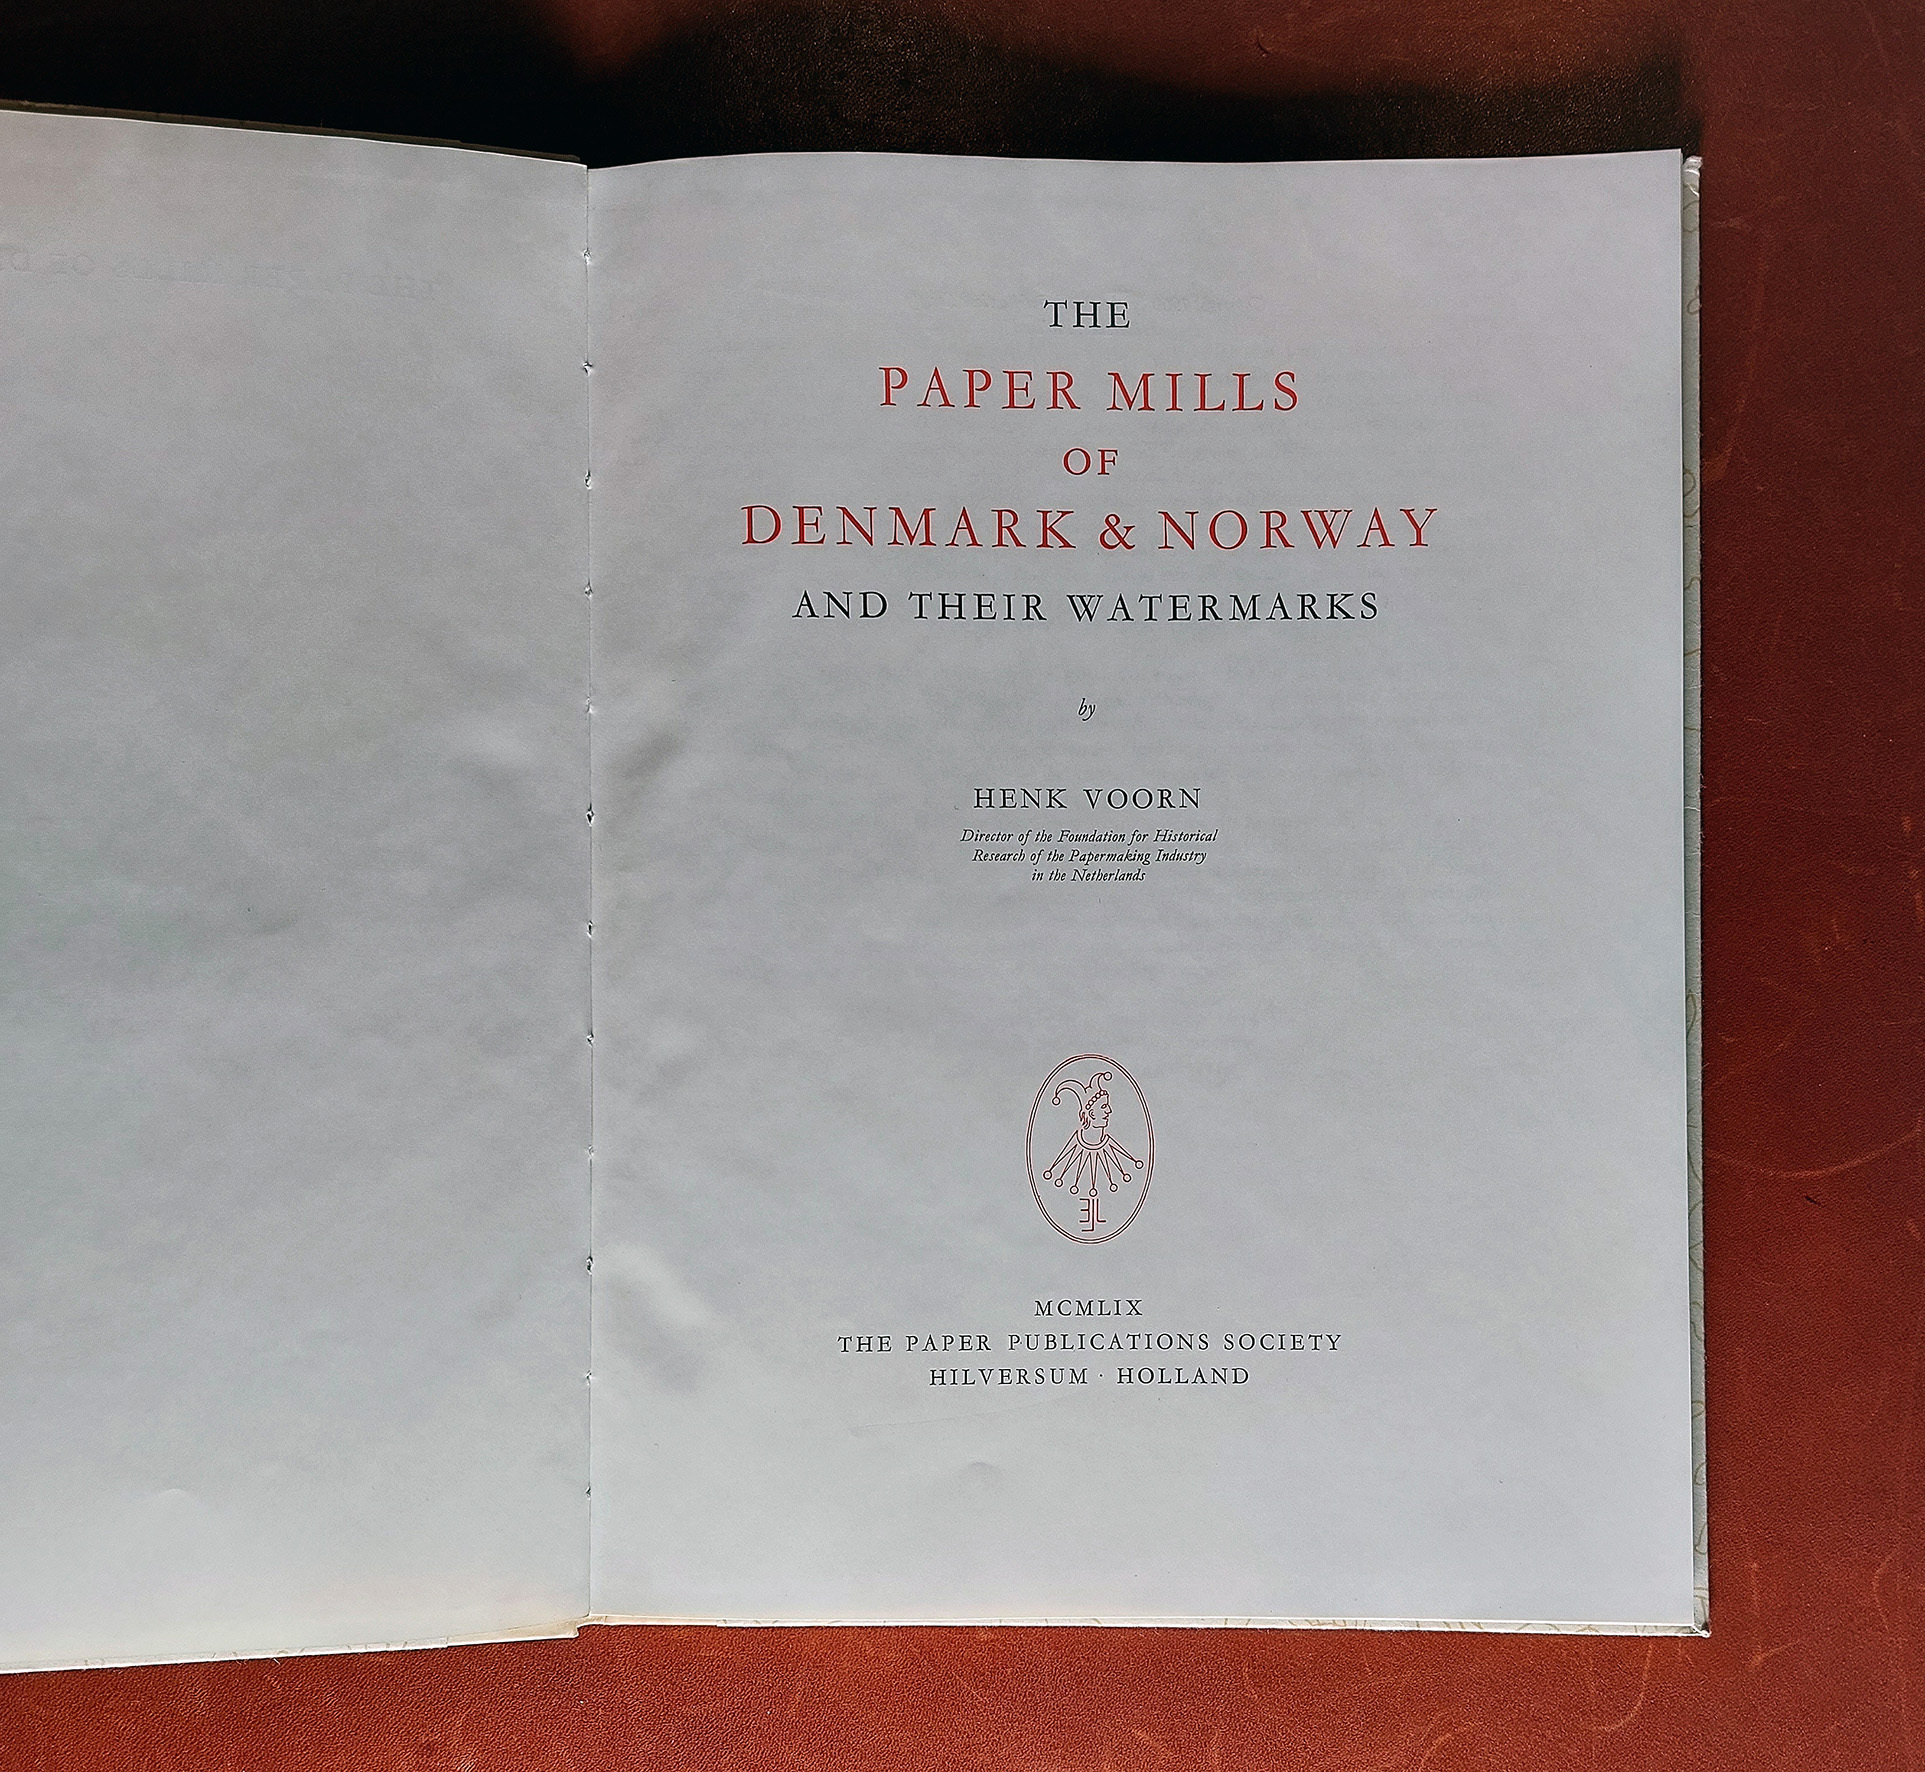 THE
PAPER MILLS
OF
DENMARK & NORWAY
AND THEIR WATERMARKS
by
HENK VOORN
Director of the Foundation for Historical
Research of the Papermaking Industry
in the Netherlands
MCMLIX
THE PAPER PUBLICATIONS SOCIETY
HILVERSUM · HOLLAND